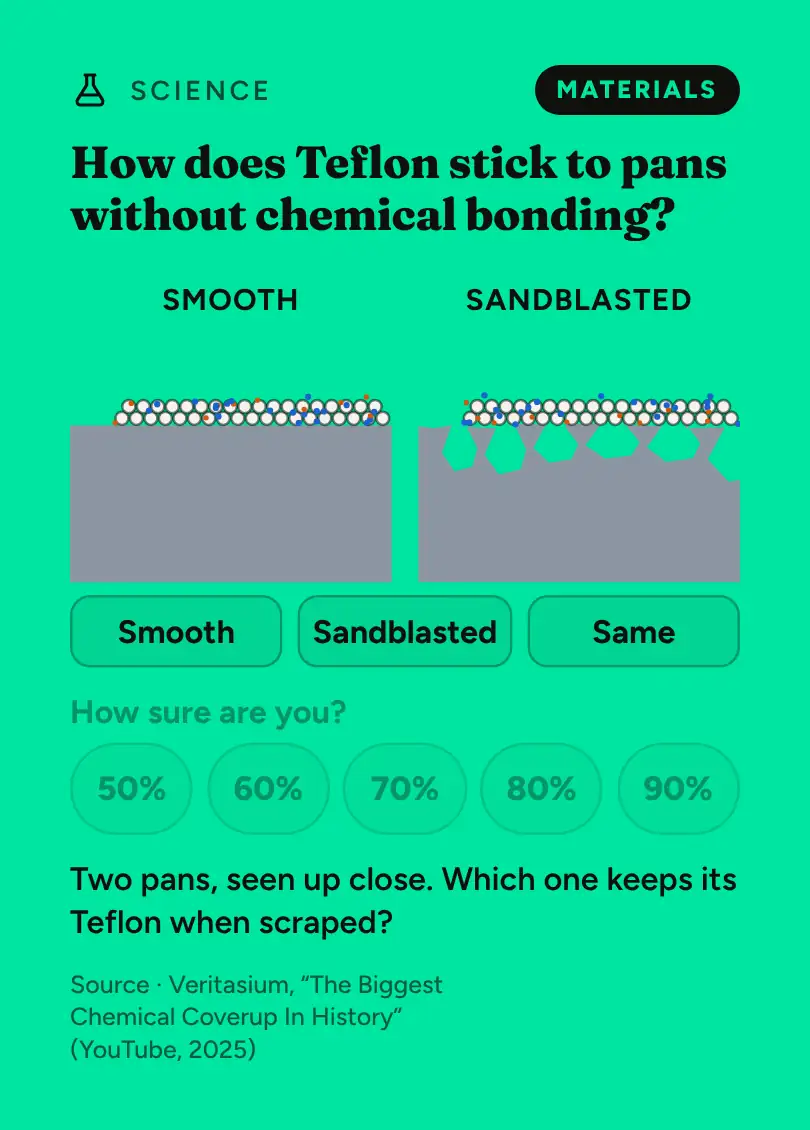 SCIENCE
MATERIALS
How does Teflon stick to pans
without chemical bonding?
SMOOTH
SANDBLASTED
Smooth
Sandblasted
Same
How sure are you?
50%
60%
70%
80%
90%
Two pans, seen up close. Which one keeps its
Teflon when scraped?
Source · Veritasium, “The Biggest
Chemical Coverup In History”
(YouTube, 2025)